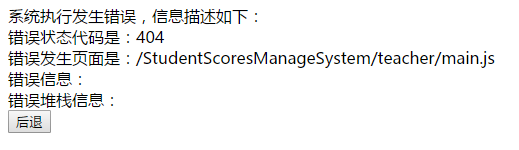 系统执行发生错误，信息描述如下：
错误状态代码是：404
错误发生页面是：/StudentScoresManageSystem/teacher/main.js
错误信息：
错误堆栈信息：
后退